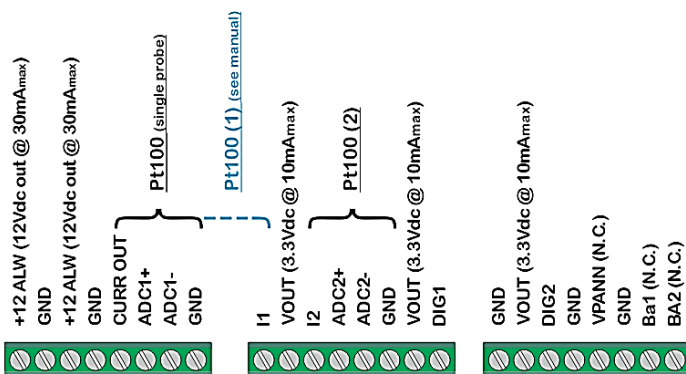 +12 ALW (12Vdc out @ 30mAmax)
GND
+12 ALW (12Vdc out @ 30mAmax)
GND
CURR OUT
ADC1+
ADC1-
GND
Pt100 (single probe)
Pt100 (1) (see manual)
I1
VOUT (3.3Vdc @ 10mAmax)
I2
ADC2+
ADC2-
GND
Pt100 (2)
VOUT (3.3Vdc @ 10mAmax)
DIG1
GND
VOUT (3.3Vdc @ 10mAmax)
DIG2
GND
VPANN (N.C.)
GND
Ba1 (N.C.)
BA2 (N.C.)